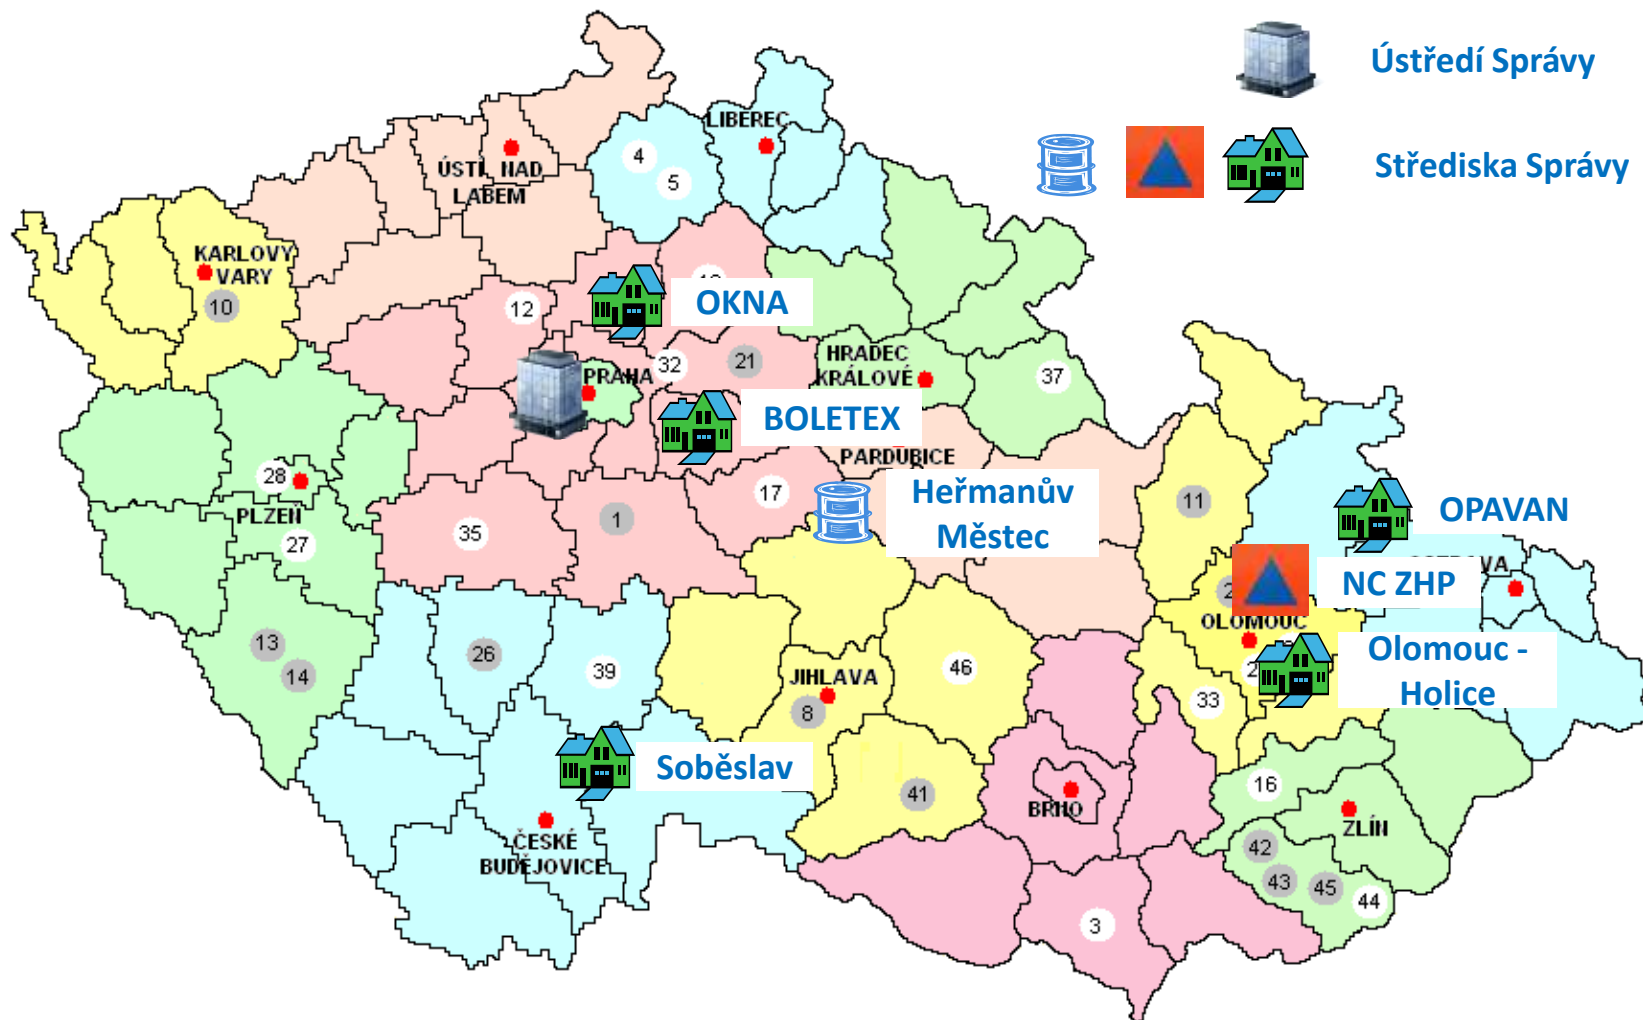 Ústředí Správy
Střediska Správy
LIBEREC
4
5
ÚSTÍ NAD
LABEM
KARLOVY
VARY
10
12
OKNA
PRAHA
32
21
HRADEC
KRÁLOVÉ
37
BOLETEX
PARDUBICE
28
PLZEŇ
27
17
Heřmanův
Městec
35
1
11
OPAVAN
NC ZHP
OLOMOUC
13
14
26
39
JIHLAVA
8
46
Olomouc -
Holice
33
Soběslav
41
16
BRNO
ZLÍN
ČESKÉ
BUDĚJOVICE
42
43
45
44
3